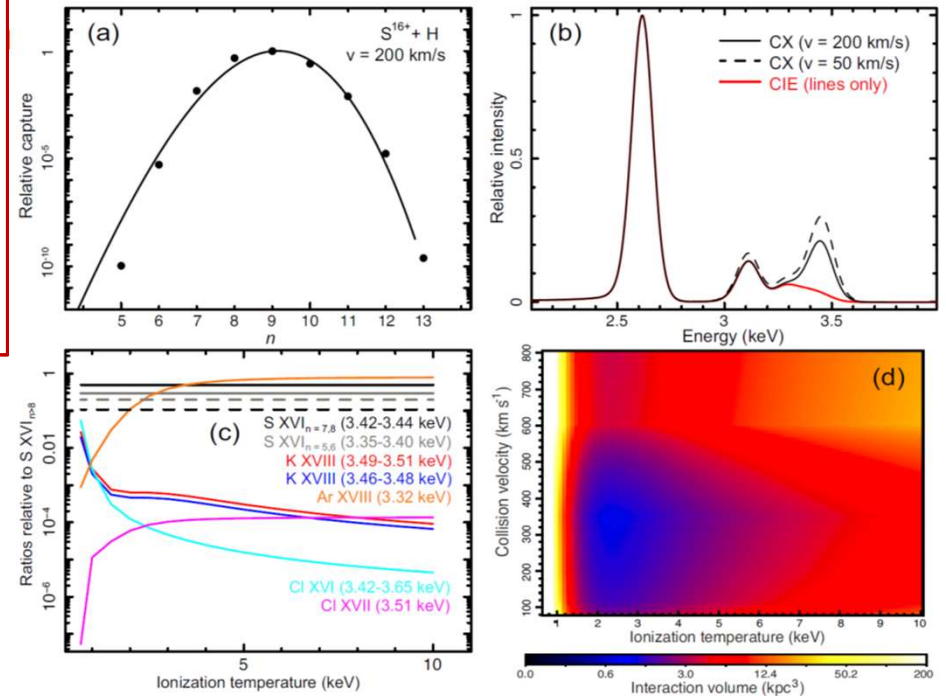 (a)
S16+ + H
v = 200 km/s
Relative capture
1
10-5
10-10
5 6 7 8 9 10 11 12 13
n
(b)
CX (v = 200 km/s)
CX (v = 50 km/s)
CIE (lines only)
Relative intensity
0 0.5 1
2.5 3 3.5
Energy (keV)
(c)
S XVIn = 7,8 (3.42-3.44 keV)
S XVIn = 5,6 (3.35-3.40 keV)
K XVIII (3.49-3.51 keV)
K XVIII (3.46-3.48 keV)
Ar XVIII (3.32 keV)
Cl XVI (3.42-3.65 keV)
Cl XVII (3.51 keV)
Ratios relative to S XVIn>8
1
0.01
10-4
10-6
5 10
Ionization temperature (keV)
(d)
Collision velocity (km s-1)
100 200 300 400 500 600 700 800
1 2 3 4 5 6 7 8 9 10
Ionization temperature (keV)
0.0 0.6 3.0 12.4 50.2 200
Interaction volume (kpc3)